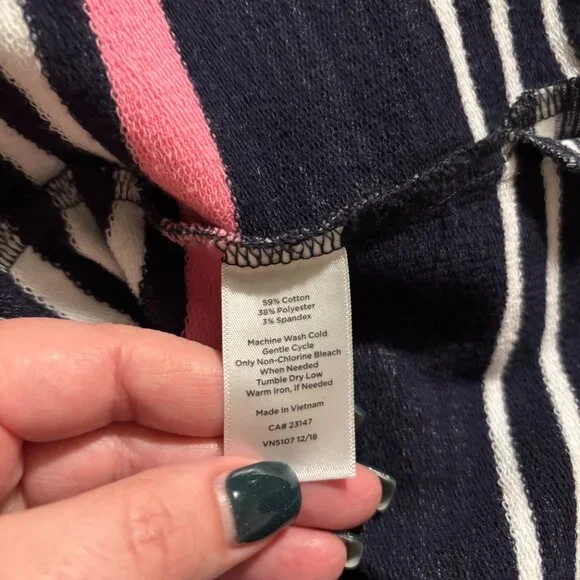 59% Cotton
38% Polyester
3% Spandex
Machine Wash Cold
Gentle Cycle
Only Non-Chlorine Bleach
When Needed
Tumble Dry Low
Warm Iron, If Needed
Made in Vietnam
CA# 23147
VN5107 12/18